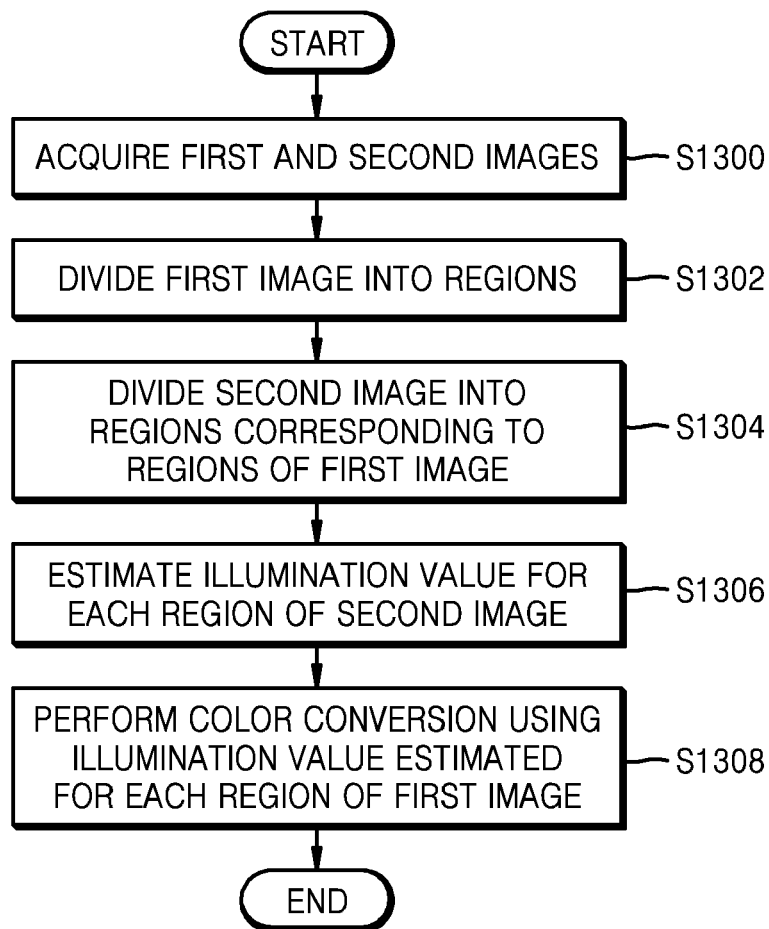 START
ACQUIRE FIRST AND SECOND IMAGES
S1300
DIVIDE FIRST IMAGE INTO REGIONS
S1302
DIVIDE SECOND IMAGE INTO
REGIONS CORRESPONDING TO
REGIONS OF FIRST IMAGE
S1304
ESTIMATE ILLUMINATION VALUE FOR
EACH REGION OF SECOND IMAGE
S1306
PERFORM COLOR CONVERSION USING
ILLUMINATION VALUE ESTIMATED
FOR EACH REGION OF FIRST IMAGE
S1308
END